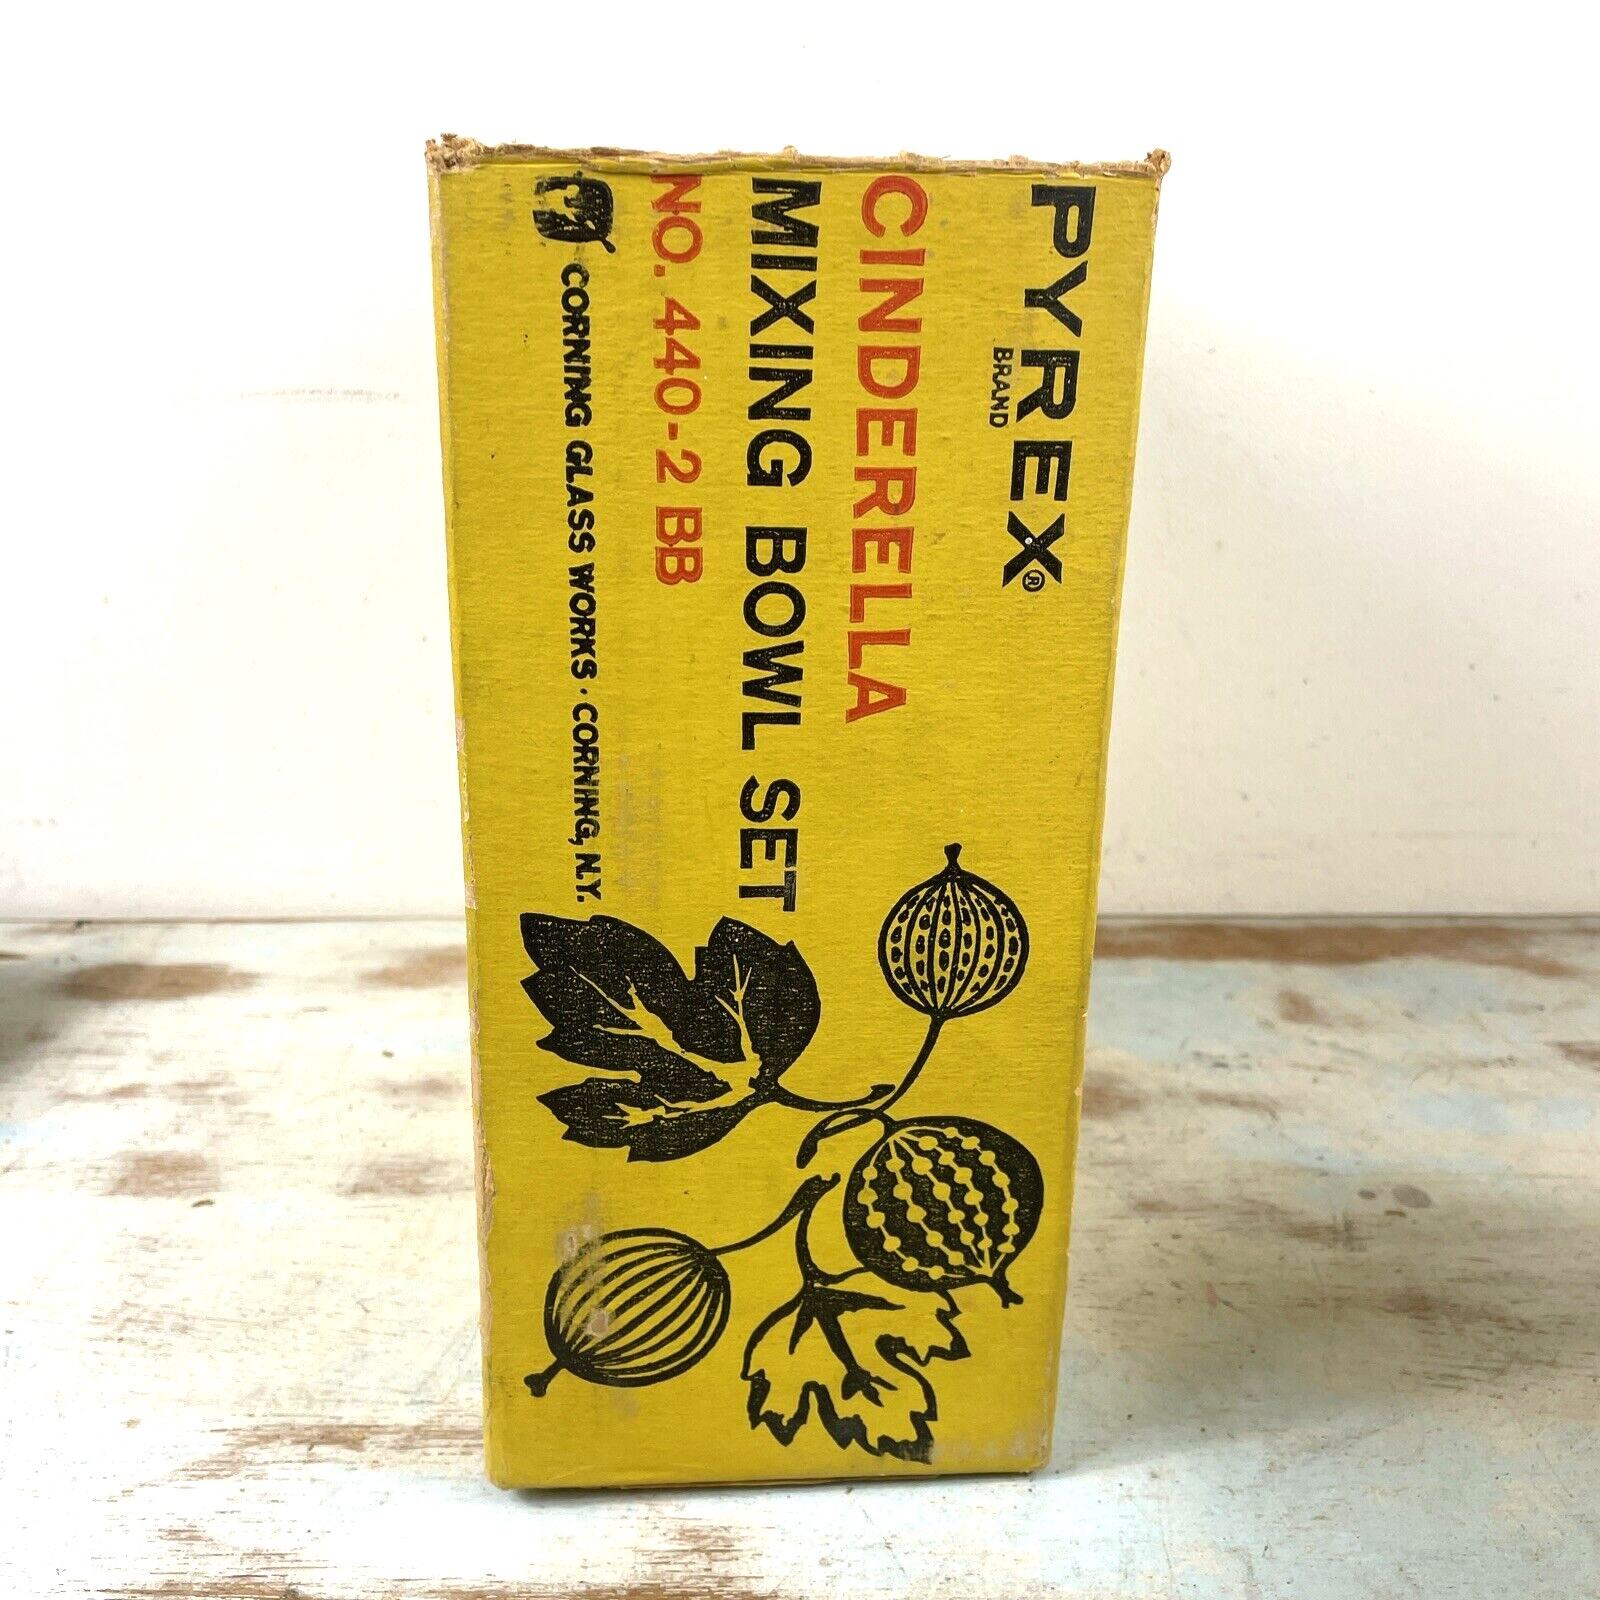 PYREX®
BRAND
CINDERELLA
MIXING BOWL SET
NO. 440-2 BB
CORNING GLASS WORKS · CORNING, N.Y.